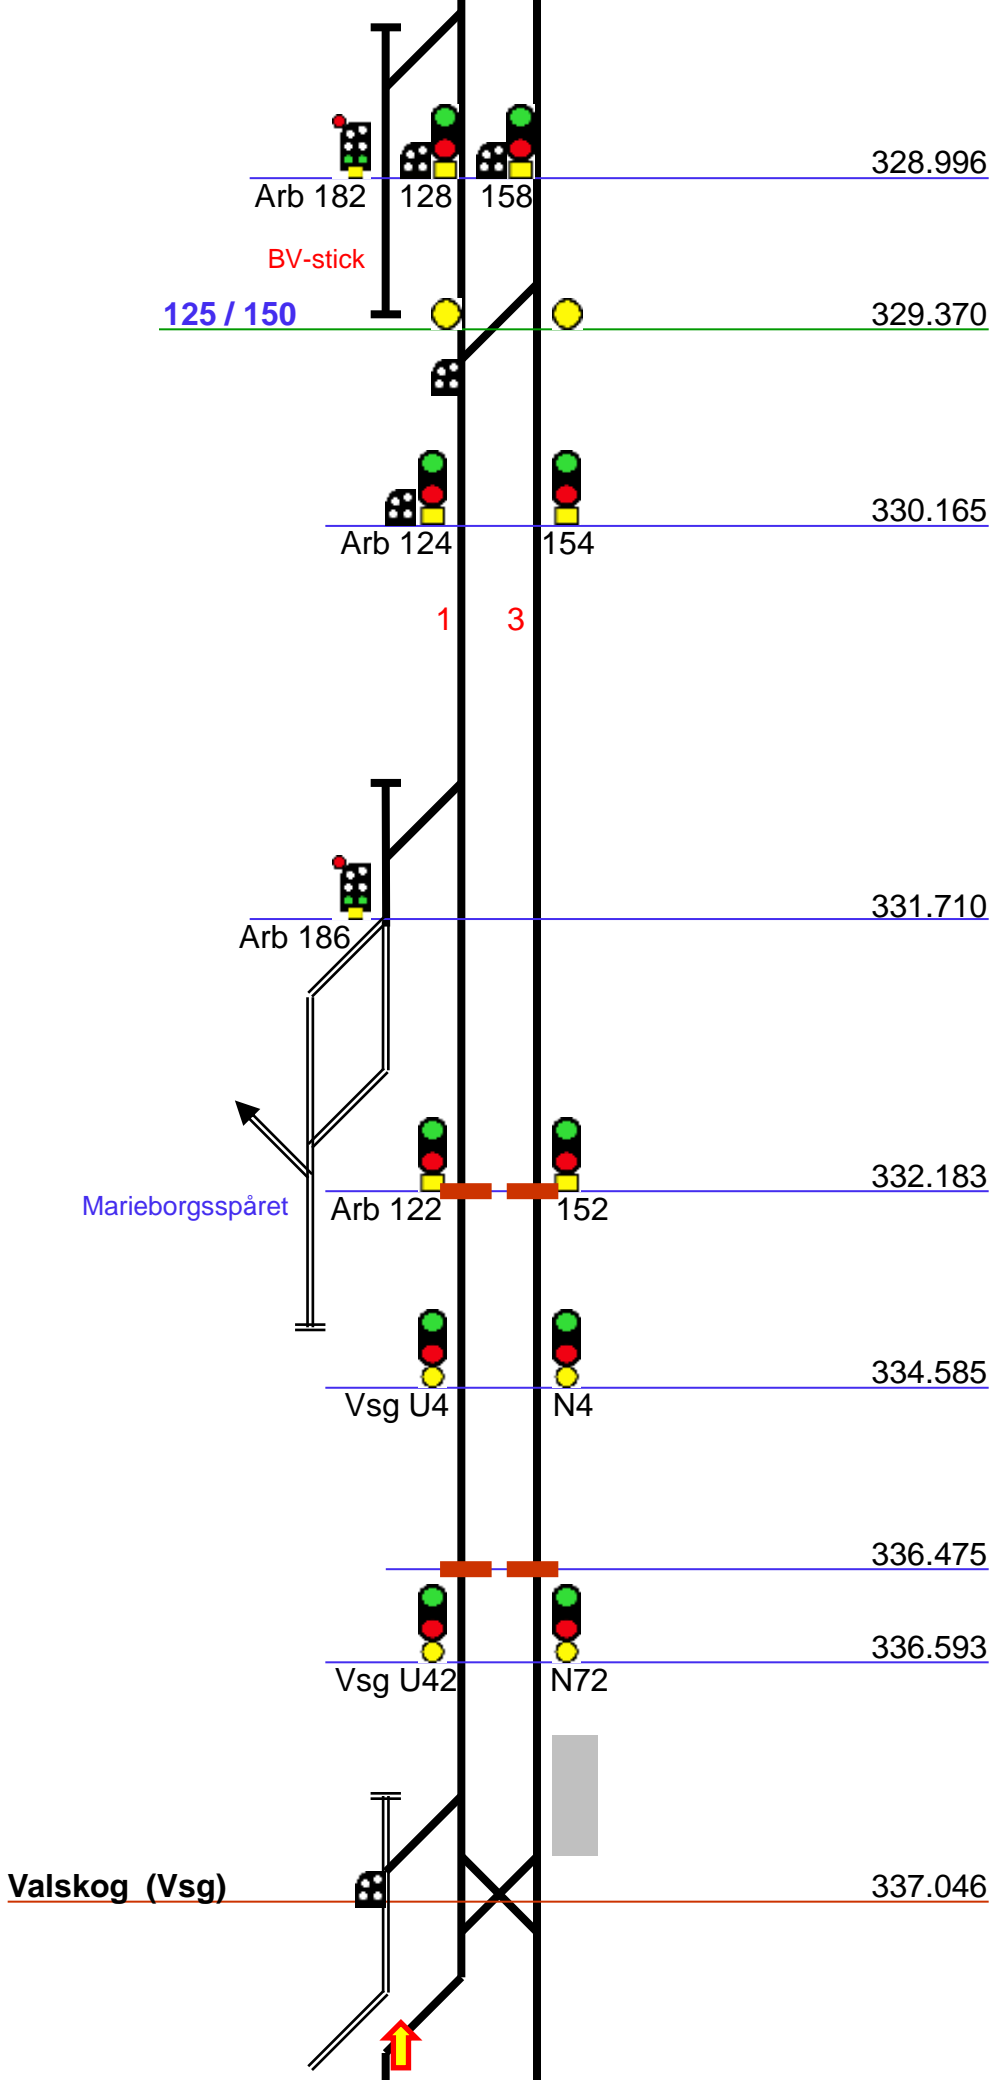 328.996
Arb 182 128 158
BV-stick
125 / 150 329.370
330.165
Arb 124 154
1 3
331.710
Arb 186
332.183
Marieborgsspåret Arb 122 152
334.585
Vsg U4 N4
336.475
336.593
Vsg U42 N72
Valskog (Vsg) 337.046